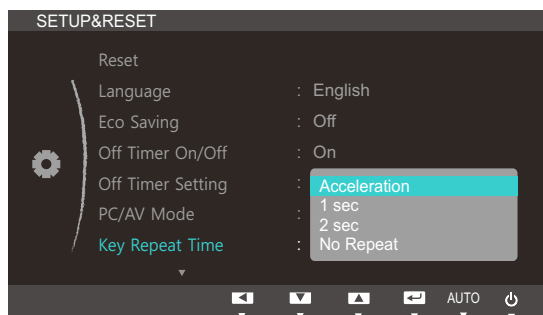 SETUP&RESET
Reset
Language : English
Eco Saving : Off
Off Timer On/Off : On
Off Timer Setting :
PC/AV Mode :
Key Repeat Time :
Acceleration
1 sec
2 sec
No Repeat
AUTO